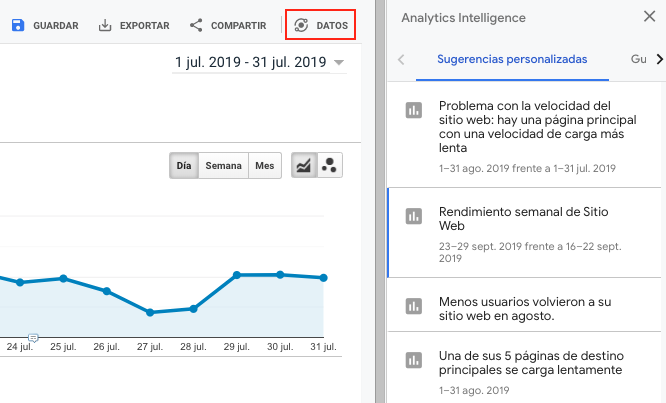 GUARDAR EXPORTAR COMPARTIR DATOS
1 jul. 2019 - 31 jul. 2019
Día Semana Mes
24 jul. 25 jul. 26 jul. 27 jul. 28 jul. 29 jul. 30 jul. 31 jul.
Analytics Intelligence
Sugerencias personalizadas Gu
Problema con la velocidad del
sitio web: hay una página principal
con una velocidad de carga más
lenta
1–31 ago. 2019 frente a 1–31 jul. 2019
Rendimiento semanal de Sitio
Web
23–29 sept. 2019 frente a 16–22 sept.
2019
Menos usuarios volvieron a su
sitio web en agosto.
Una de sus 5 páginas de destino
principales se carga lentamente
1–31 ago. 2019